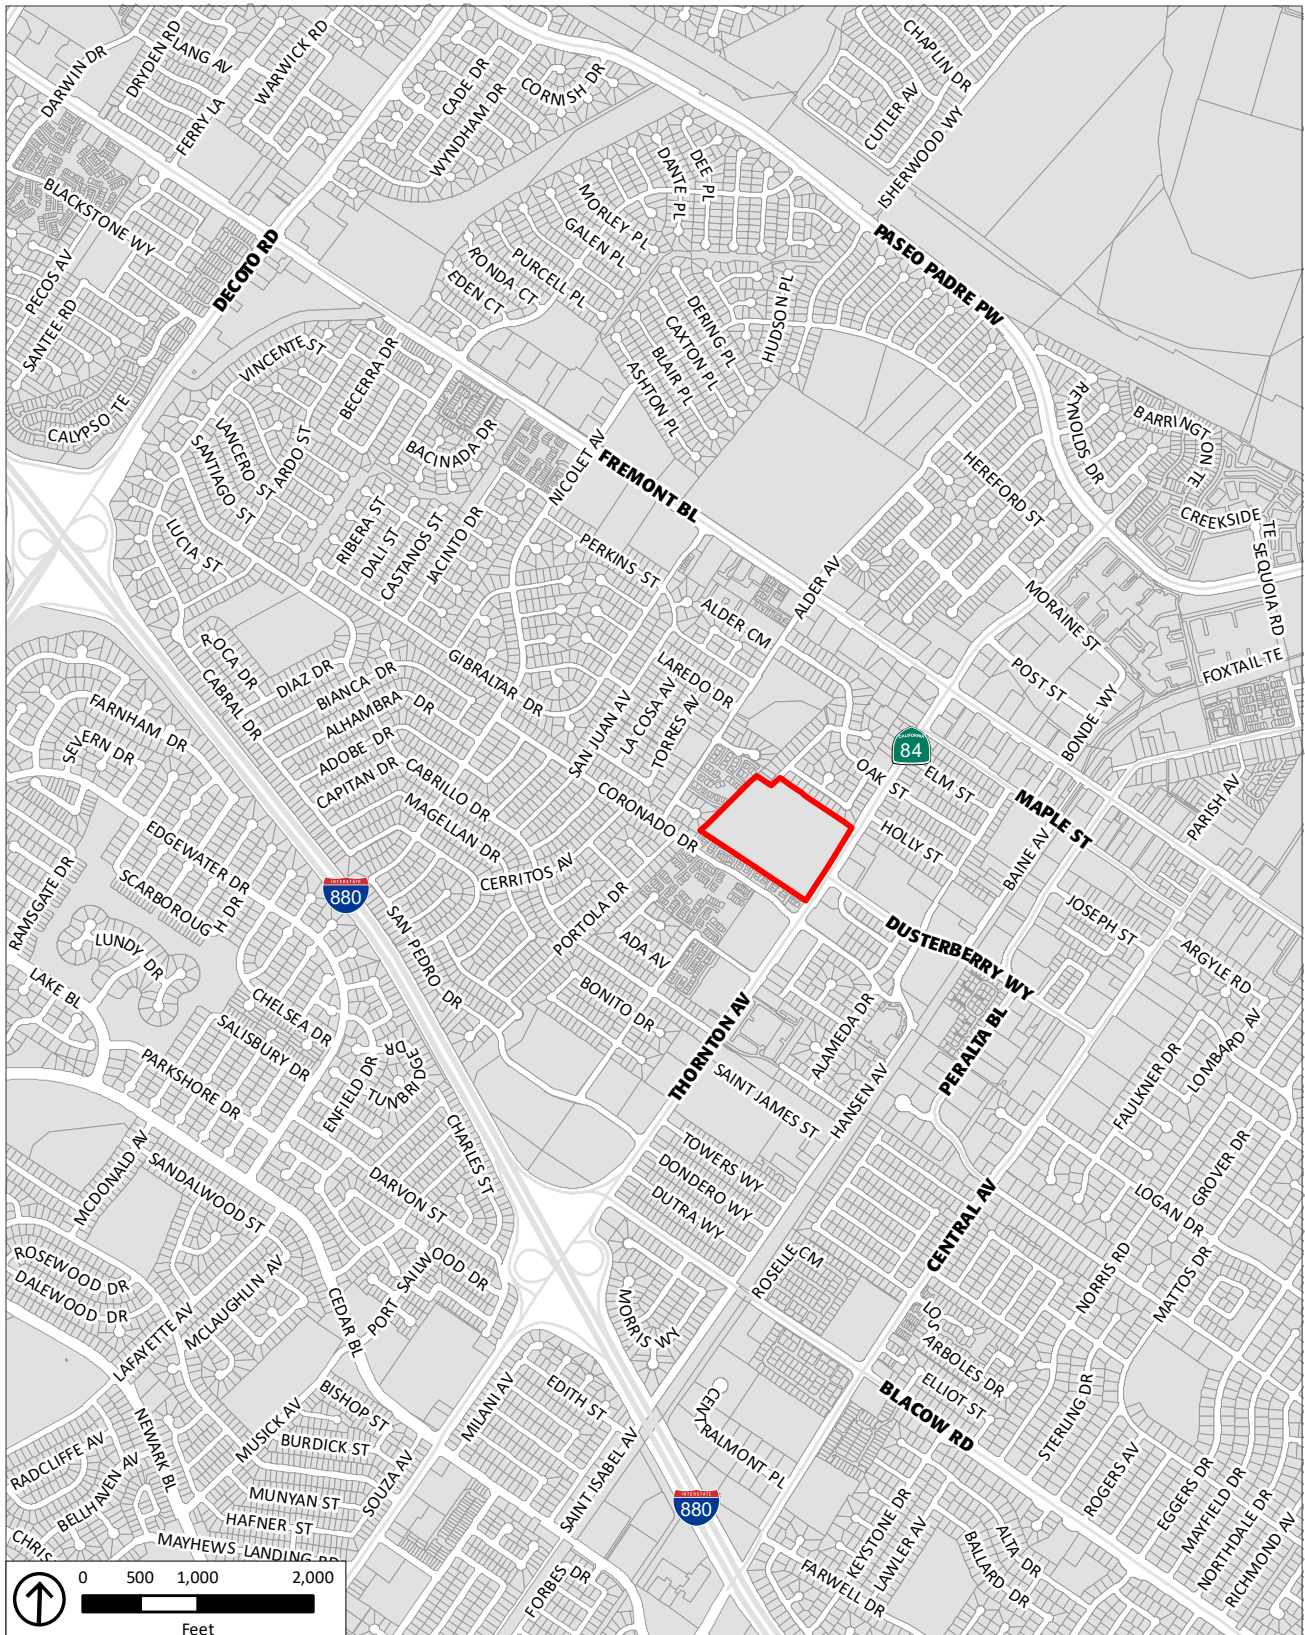 DARWIN DR
DRYDEN RD
LANG AV
WARWICK RD
FERRY LA
CADE DR
WYNDHAM DR
CORNISH DR
CHAPLIN DR
CUTLER AV
ISHERWOOD WY
BLACKSTONE WY
PECOS AV
SANTEE RD
DECOTO RD
CALYPSO TE
DEE PL
DANTE PL
MORLEY PL
GALEN PL
PURCELL PL
RONDA CT
EDEN CT
PASEO PADRE PW
HUDSON PL
DERING PL
CAXTON PL
BLAIR PL
ASHTON PL
VINCENTE ST
BECERRA DR
BACINADA DR
LANCERO ST
SANTIAGO ST
ARDO ST
NICOLET AV
FREMONT BL
REYNOLDS DR
BARRINGTON TE
HEREFORD ST
CREEKSIDE TE
SEQUOIA RD
FOXTAIL TE
LUCIA ST
RIBERA ST
DALI ST
CASTANOS ST
JACINTO DR
PERKINS ST
ALDER AV
ALDER CM
MORAINE ST
POST ST
BONDE WY
ROCA DR
CABRAL DR
DIAZ DR
BIANCA DR
ALHAMBRA DR
ADOBE DR
CAPITAN DR
GIBRALTAR DR
LAREDO DR
LA COSA AV
TORRES AV
SAN JUAN AV
CALIFORNIA
84
FARNHAM DR
SEVERN DR
CABRILLO DR
MAGELLAN DR
CORONADO DR
OAK ST
ELM ST
HOLLY ST
MAPLE ST
PARISH AV
BAINE AV
EDGEWATER DR
SCARBOROUGH DR
RAMSGATE DR
LUNDY DR
LAKE BL
INTERSTATE
880
CERRITOS AV
PORTOLA DR
SAN PEDRO DR
ADA AV
BONITO DR
DUSTERBERRY WY
JOSEPH ST
ARGYLE RD
CHELSEA DR
SALISBURY DR
PARKSHORE DR
ENFIELD DR
TUNBRIDGE DR
THORNTON AV
ALAMEDA DR
HANSEN AV
PERALTA BL
LOMBARD AV
FAULKNER DR
CHARLES ST
SAINT JAMES ST
MCDONALD AV
SANDALWOOD ST
DARVON ST
TOWERS WY
DONDERO WY
DUTRA WY
GROVER DR
LOGAN DR
CENTRAL AV
ROSEWOOD DR
DALEWOOD DR
LAFAYETTE AV
MCLAUGHLIN AV
CEDAR BL
PORT SAILWOOD DR
ROSELLE CM
NORRIS RD
MATTOS DR
MORRIS WY
LOS ARBOLES DR
ELLIOT ST
BLACOW RD
STERLING DR
EDITH ST
MILANI AV
BISHOP ST
MUSICK AV
BURDICK ST
NEWARK BL
RADCLIFFE AV
BELLHAVEN AV
MUNYAN ST
HAFNER ST
SOUZA AV
SAINT ISABEL AV
CENTRALMONT PL
INTERSTATE
880
ROGERS AV
EGGERS DR
MAYFIELD DR
NORTHDALE DR
RICHMOND AV
KEYSTONE DR
LAWLER AV
ALTA DR
BALLARD DR
FARWELL DR
FORBES DR
MAYHEWS LANDING RD
CHRIS
0 500 1,000 2,000
Feet